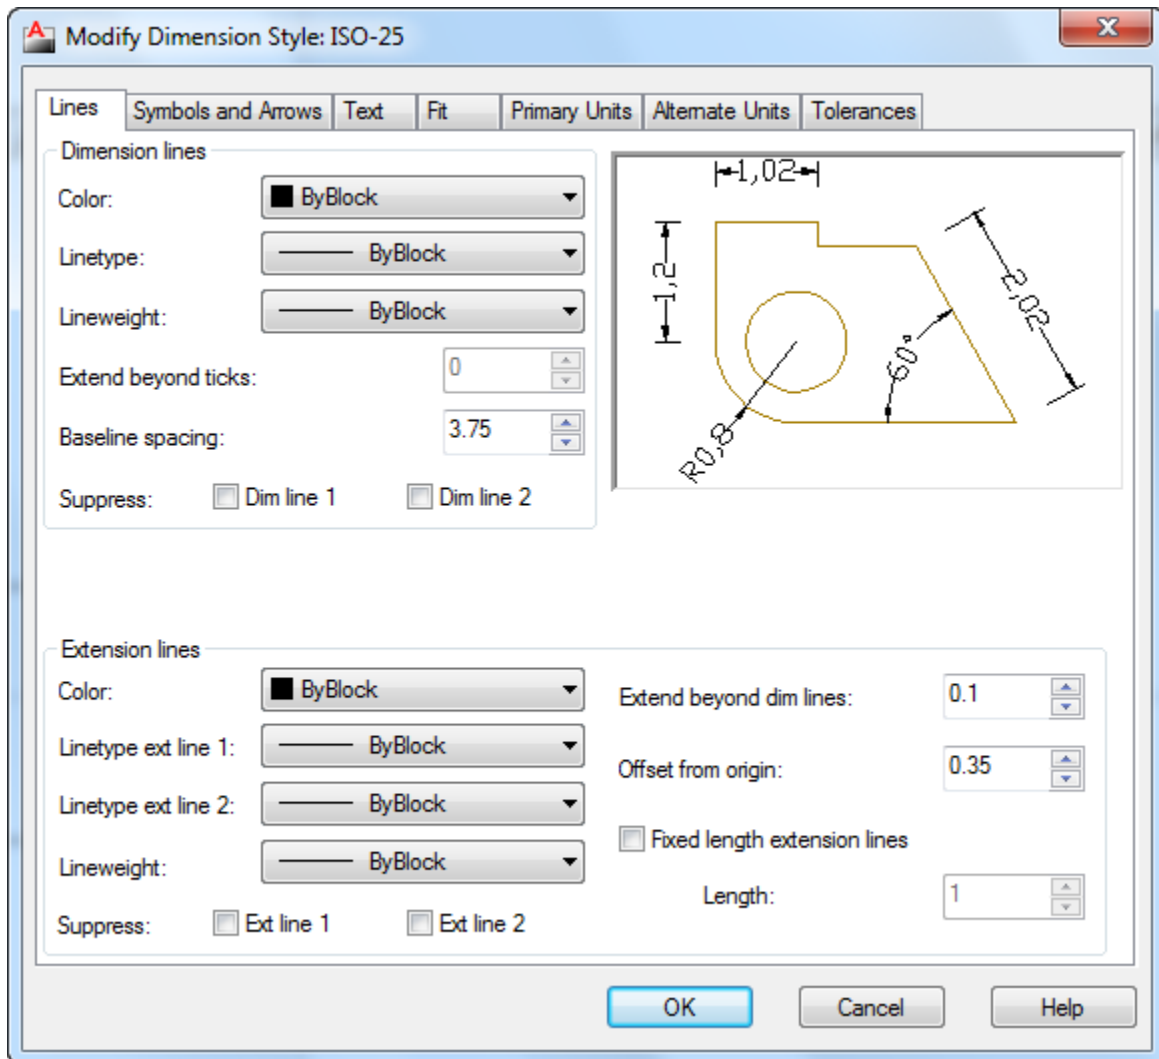 Modify Dimension Style: ISO-25
Lines
Symbols and Arrows
Text
Fit
Primary Units
Alternate Units
Tolerances
Dimension lines
Color:
ByBlock
Linetype:
ByBlock
Lineweight:
ByBlock
Extend beyond ticks:
0
Baseline spacing:
3.75
Suppress:
Dim line 1
Dim line 2
1,02
1,2
2,02
60°
R0,8
Extension lines
Color:
ByBlock
Linetype ext line 1:
ByBlock
Linetype ext line 2:
ByBlock
Lineweight:
ByBlock
Suppress:
Ext line 1
Ext line 2
Extend beyond dim lines:
0.1
Offset from origin:
0.35
Fixed length extension lines
Length:
1
OK
Cancel
Help